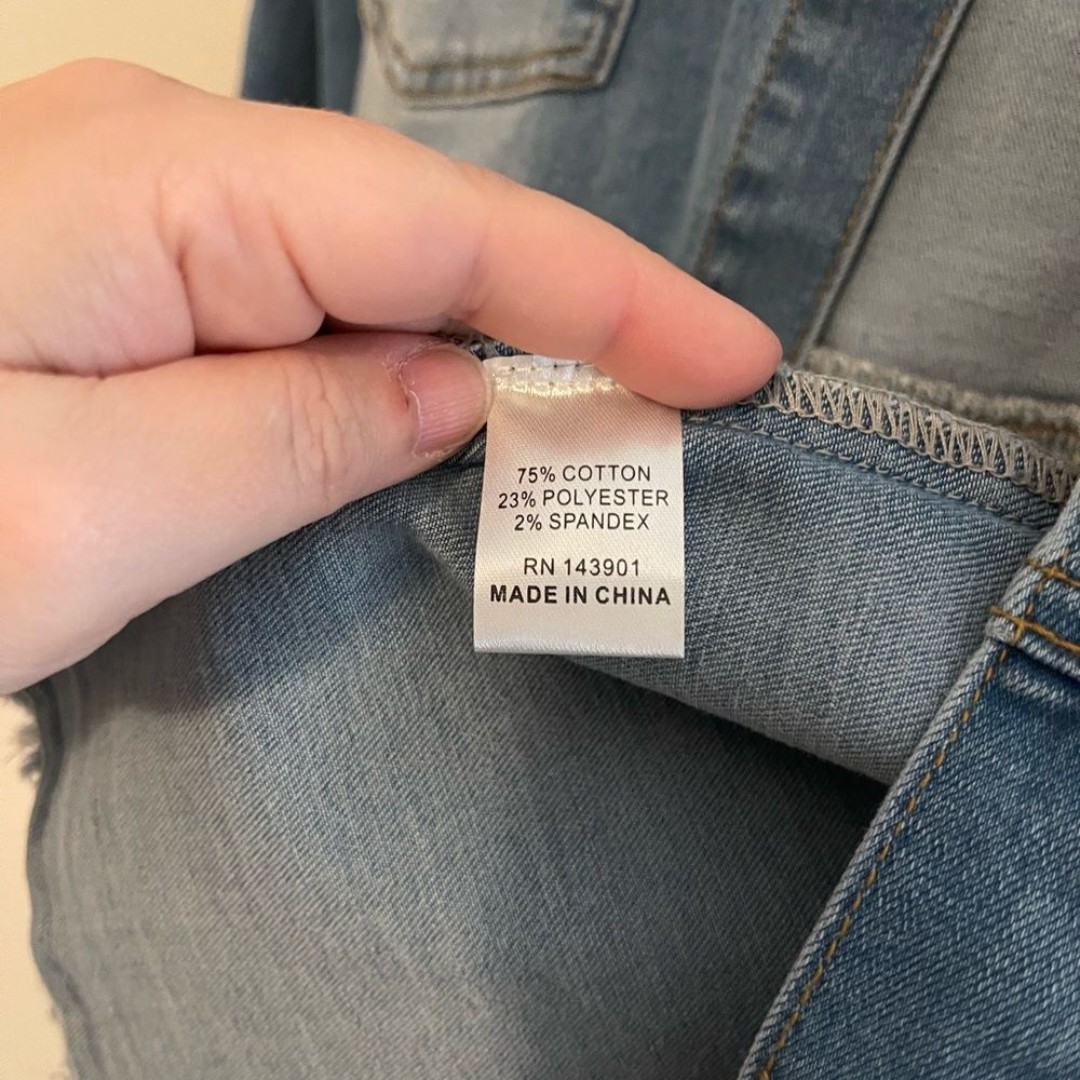 75% COTTON
23% POLYESTER
2% SPANDEX
RN 143901
MADE IN CHINA